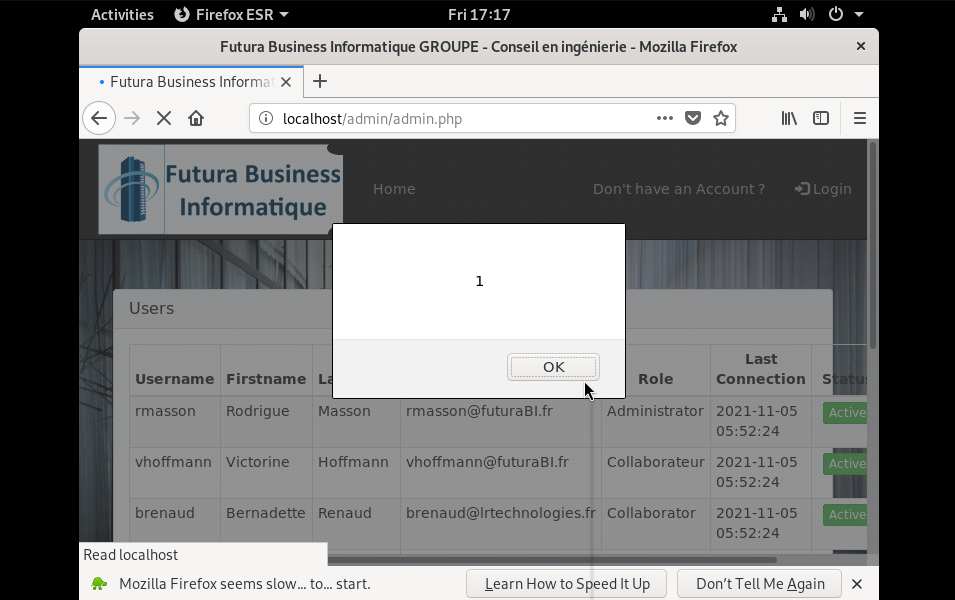 Activities Firefox ESR Fri 17:17
Futura Business Informatique GROUPE - Conseil en ingénierie - Mozilla Firefox
Futura Business Informat
localhost/admin/admin.php
Futura Business
Informatique
Home Don't have an Account ? Login
1
OK
Users
Username Firstname La Role Last Connection Status
rmasson Rodrigue Masson rmasson@futuraBI.fr Administrator 2021-11-05 05:52:24 Active
vhoffmann Victorine Hoffmann vhoffmann@futuraBI.fr Collaborateur 2021-11-05 05:52:24 Active
brenaud Bernadette Renaud brenaud@lrtechnologies.fr Collaborator 2021-11-05 05:52:24 Active
Read localhost
Mozilla Firefox seems slow... to... start. Learn How to Speed It Up Don't Tell Me Again